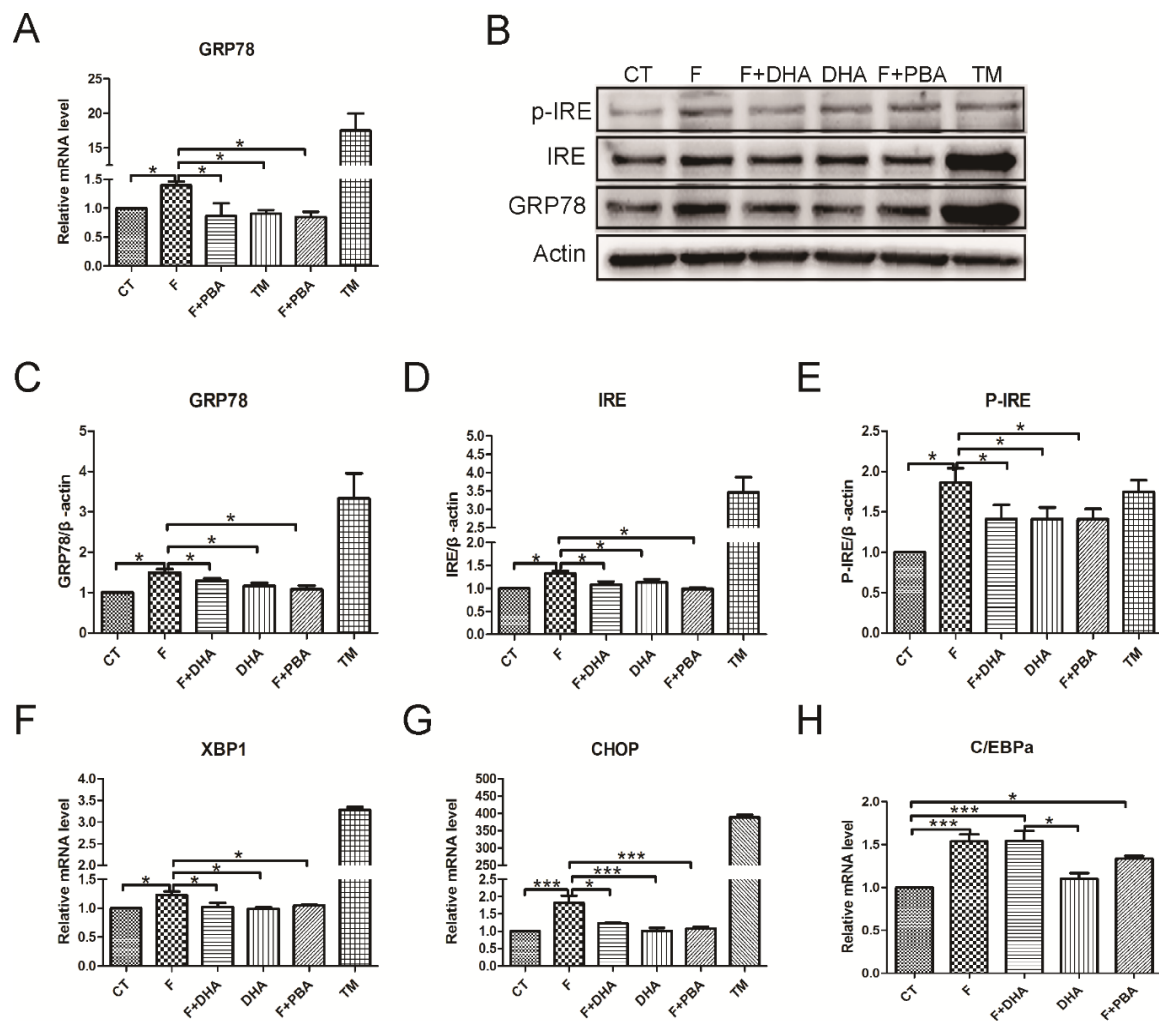 A
GRP78
Relative mRNA level
25
20
15
1.5
1.0
0.5
0.0
* * * *
CT F F+PBA TM F+PBA TM
B
CT F F+DHA DHA F+PBA TM
p-IRE
IRE
GRP78
Actin
C
GRP78
GRP78/β -actin
5
4
3
2
1
0
* * * *
CT F F+DHA DHA F+PBA TM
D
IRE
IRE/β -actin
5.0
4.5
4.0
3.5
3.0
2.0
1.5
1.0
0.5
0.0
* * * *
CT F F+DHA DHA F+PBA TM
E
P-IRE
P-IRE/β -actin
2.5
2.0
1.5
1.0
0.5
0.0
* * * *
CT F F+DHA DHA F+PBA TM
F
XBP1
Relative mRNA level
4.0
3.5
3.0
2.5
2.0
1.5
1.0
0.5
0.0
* * * *
CT F F+DHA DHA F+PBA TM
G
CHOP
Relative mRNA level
500
450
400
350
300
250
2.0
1.5
1.0
0.5
0.0
*** * *** ***
CT F F+DHA DHA F+PBA TM
H
C/EBPa
Relative mRNA level
2.0
1.5
1.0
0.5
0.0
*** *** * *
CT F F+DHA DHA F+PBA